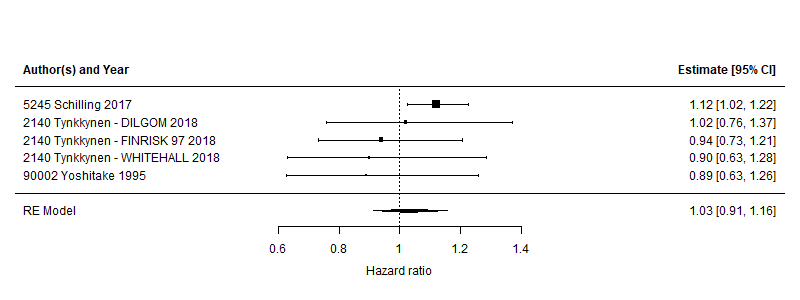 Author(s) and Year Estimate [95% CI]
5245 Schilling 2017 1.12 [1.02, 1.22]
2140 Tynkkynen - DILGOM 2018 1.02 [0.76, 1.37]
2140 Tynkkynen - FINRISK 97 2018 0.94 [0.73, 1.21]
2140 Tynkkynen - WHITEHALL 2018 0.90 [0.63, 1.28]
90002 Yoshitake 1995 0.89 [0.63, 1.26]
RE Model 1.03 [0.91, 1.16]
0.6 0.8 1 1.2 1.4
Hazard ratio